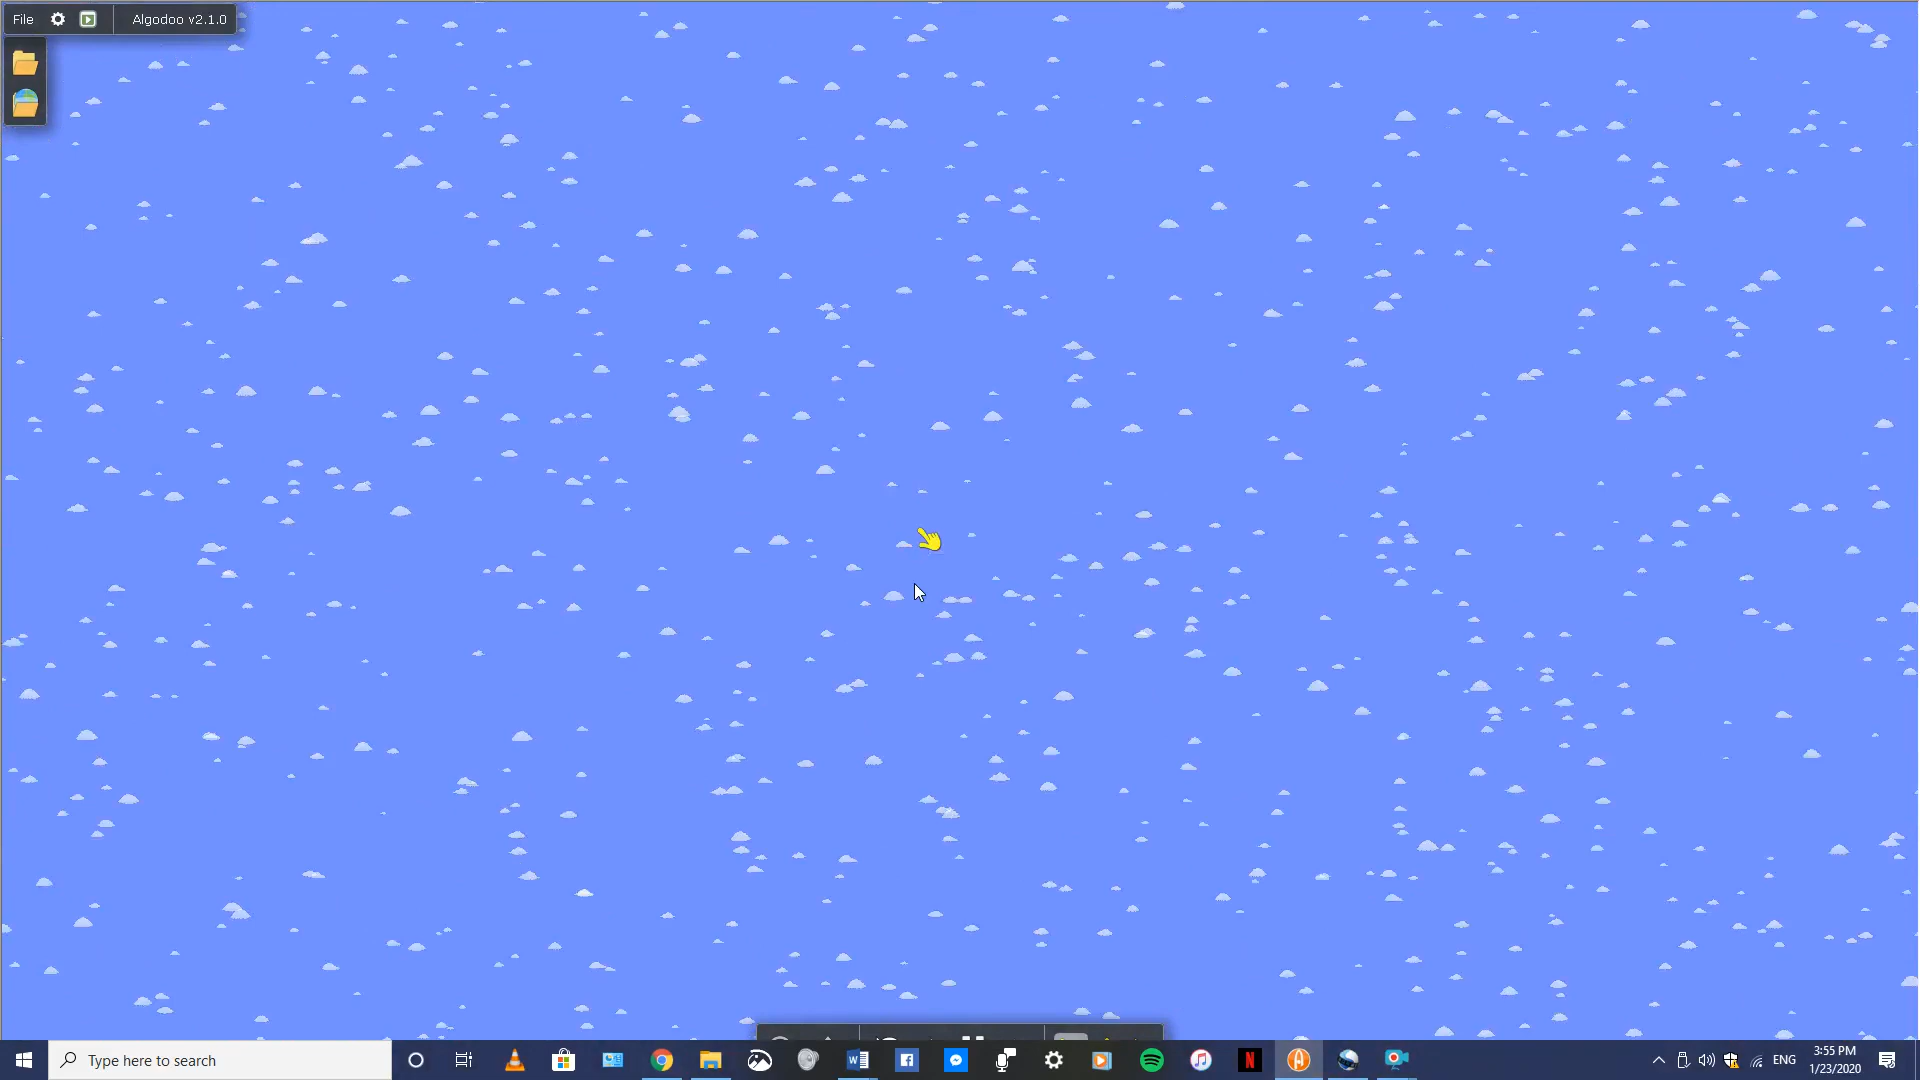 File
Algodoo v2.1.0
Type here to search
ENG
3:55 PM
1/23/2020